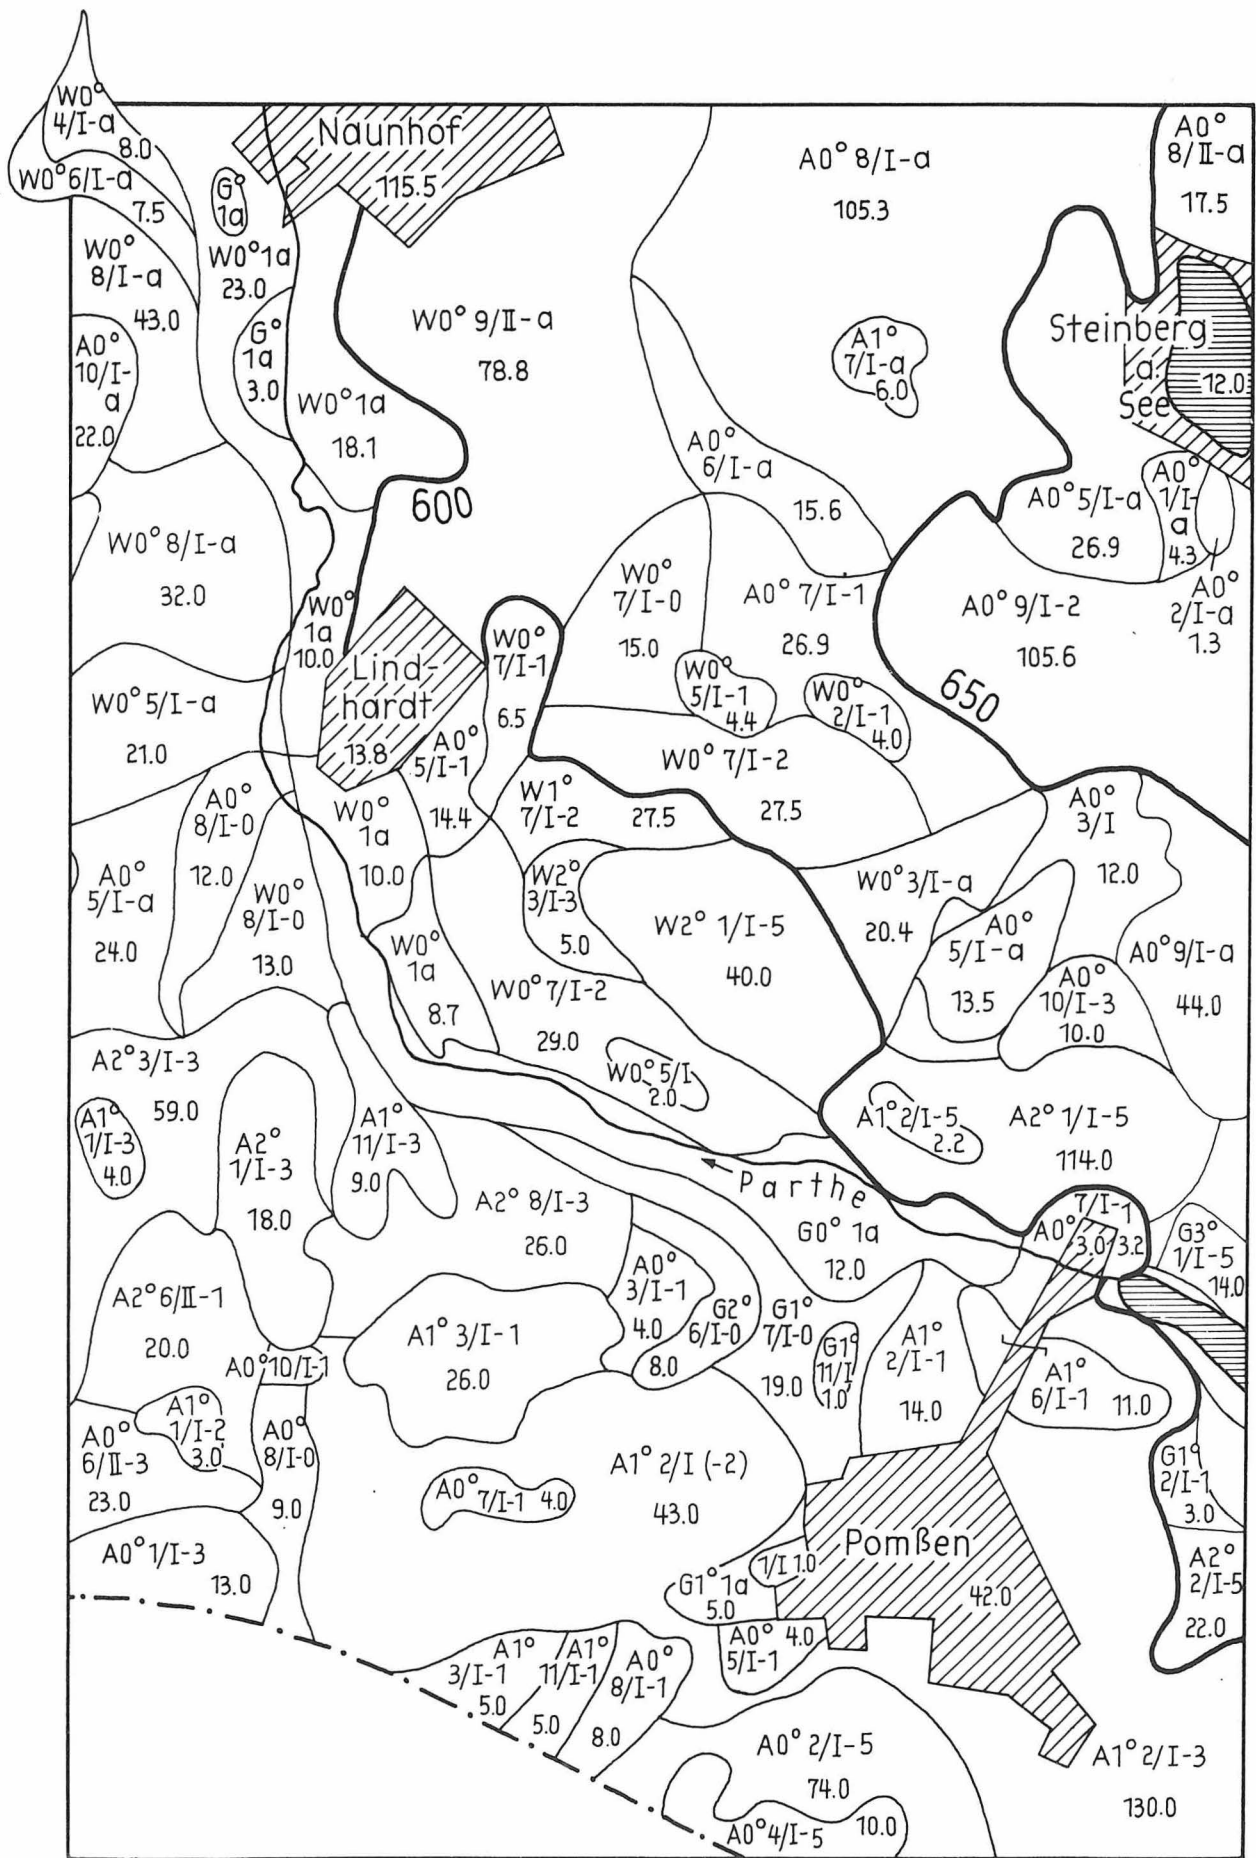 W0°
4/I-a
8.0
W0°6/I-a
7.5
W0°
8/I-a
43.0
A0°
10/I-
a
22.0
G°
1a
W0°1a
23.0
G°
1a
3.0
Naunhof
115.5
W0°1a
18.1
W0° 9/II-a
78.8
600
A0° 8/I-a
105.3
A0°
8/II-a
17.5
Steinberg
a.
See
12.0
A1°
7/I-a
6.0
A0°
6/I-a
15.6
A0°5/I-a
26.9
A0°
1/I-
a
4.3
A0°
2/I-a
1.3
W0°8/I-a
32.0
W0°
1a
10.0
Lind-
hardt
13.8
W0°
7/I-1
6.5
W0°
7/I-0
15.0
A0° 7/I-1
26.9
W0°
5/I-1
4.4
W0°
2/I-1
4.0
A0° 9/I-2
105.6
650
W0°5/I-a
21.0
A0°
8/I-0
12.0
W0°
1a
10.0
A0°
5/I-1
14.4
W1°
7/I-2
27.5
W0° 7/I-2
27.5
A0°
3/I
12.0
A0°
5/I-a
24.0
W0°
8/I-0
13.0
W0°
1a
8.7
W2°
3/I-3
5.0
W2° 1/I-5
40.0
W0°3/I-a
20.4
A0°
5/I-a
13.5
A0°
10/I-3
10.0
A0°9/I-a
44.0
W0°7/I-2
29.0
W0°5/I
2.0
A2°3/I-3
59.0
A1°
1/I-3
4.0
A2°
1/I-3
18.0
A1°
11/I-3
9.0
A1°2/I-5
2.2
A2° 1/I-5
114.0
Parthe
A2° 8/I-3
26.0
G0° 1a
12.0
7/I-1
A0°
3.0
3.2
G3°
1/I-5
14.0
A2°6/II-1
20.0
A0°10/I-1
A1° 3/I-1
26.0
A0°
3/I-1
4.0
G2°
6/I-0
8.0
G1°
7/I-0
19.0
G1°
11/I
1.0
A1°
2/I-1
14.0
A1°
6/I-1
11.0
A0°
6/II-3
23.0
A1°
1/I-2
3.0
A0°
8/I-0
9.0
A0°7/I-1 4.0
A1° 2/I (-2)
43.0
G1°
2/I-1
3.0
A0°1/I-3
13.0
G1°1a
5.0
1/I 1.0
Pomßen
42.0
A2°
2/I-5
22.0
A1°
3/I-1
5.0
A1°
11/I-1
5.0
A0°
8/I-1
8.0
A0° 4.0
5/I-1
A0° 2/I-5
74.0
A0°4/I-5
10.0
A1°2/I-3
130.0